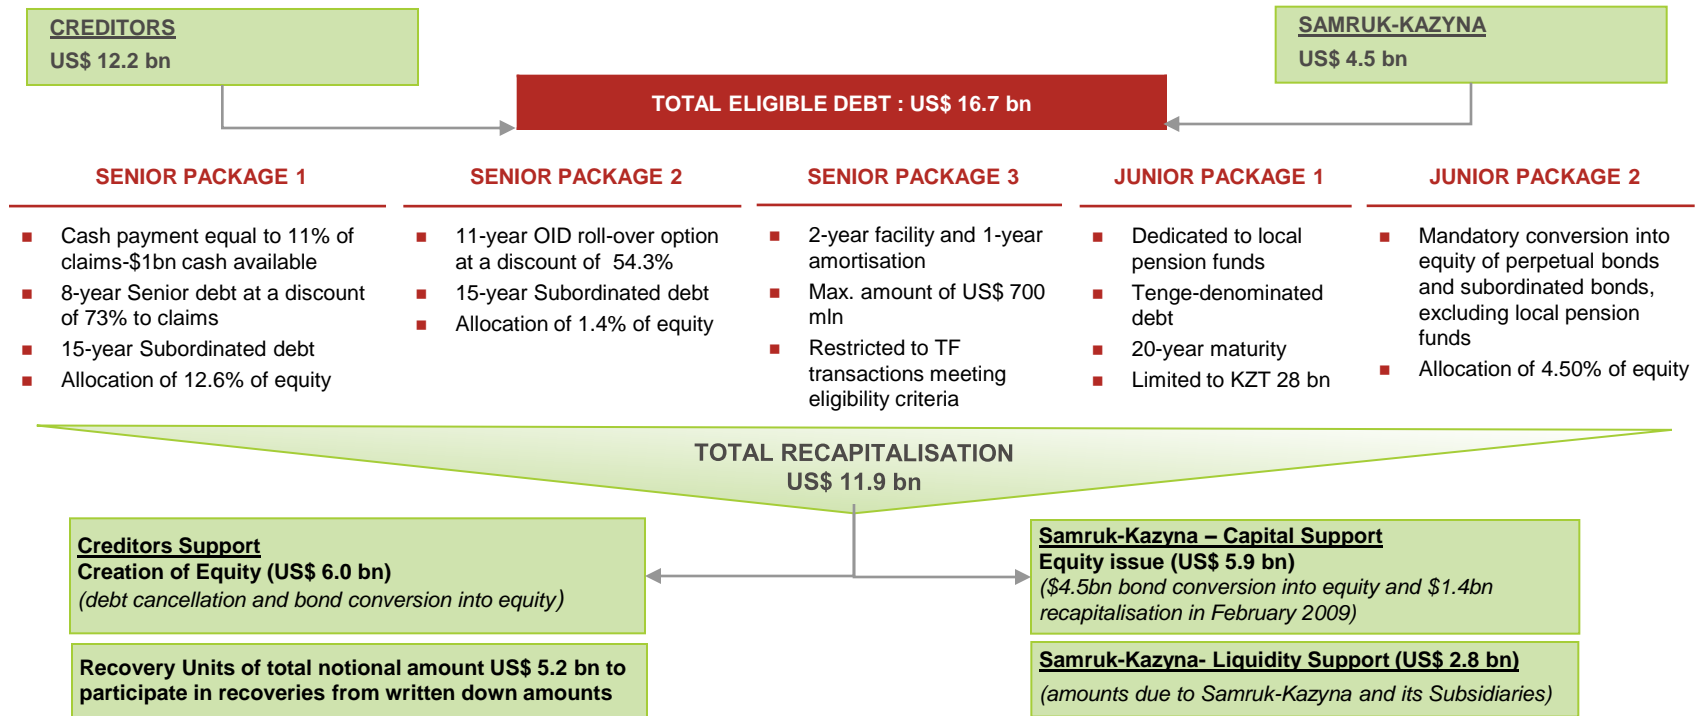 CREDITORS
US$ 12.2 bn
SAMRUK-KAZYNA
US$ 4.5 bn
TOTAL ELIGIBLE DEBT : US$ 16.7 bn
SENIOR PACKAGE 1
■ Cash payment equal to 11% of
claims-$1bn cash available
■ 8-year Senior debt at a discount
of 73% to claims
■ 15-year Subordinated debt
■ Allocation of 12.6% of equity
SENIOR PACKAGE 2
■ 11-year OID roll-over option
at a discount of 54.3%
■ 15-year Subordinated debt
■ Allocation of 1.4% of equity
SENIOR PACKAGE 3
■ 2-year facility and 1-year
amortisation
■ Max. amount of US$ 700
mln
■ Restricted to TF
transactions meeting
eligibility criteria
JUNIOR PACKAGE 1
■ Dedicated to local
pension funds
■ Tenge-denominated
debt
■ 20-year maturity
■ Limited to KZT 28 bn
JUNIOR PACKAGE 2
■ Mandatory conversion into
equity of perpetual bonds
and subordinated bonds,
excluding local pension
funds
■ Allocation of 4.50% of equity
TOTAL RECAPITALISATION
US$ 11.9 bn
Creditors Support
Creation of Equity (US$ 6.0 bn)
(debt cancellation and bond conversion into equity)
Recovery Units of total notional amount US$ 5.2 bn to
participate in recoveries from written down amounts
Samruk-Kazyna – Capital Support
Equity issue (US$ 5.9 bn)
($4.5bn bond conversion into equity and $1.4bn
recapitalisation in February 2009)
Samruk-Kazyna- Liquidity Support (US$ 2.8 bn)
(amounts due to Samruk-Kazyna and its Subsidiaries)